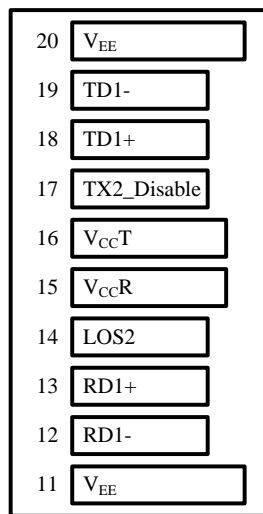 20 VEE
19 TD1-
18 TD1+
17 TX2_Disable
16 VCCT
15 VCCR
14 LOS2
13 RD1+
12 RD1-
11 VEE